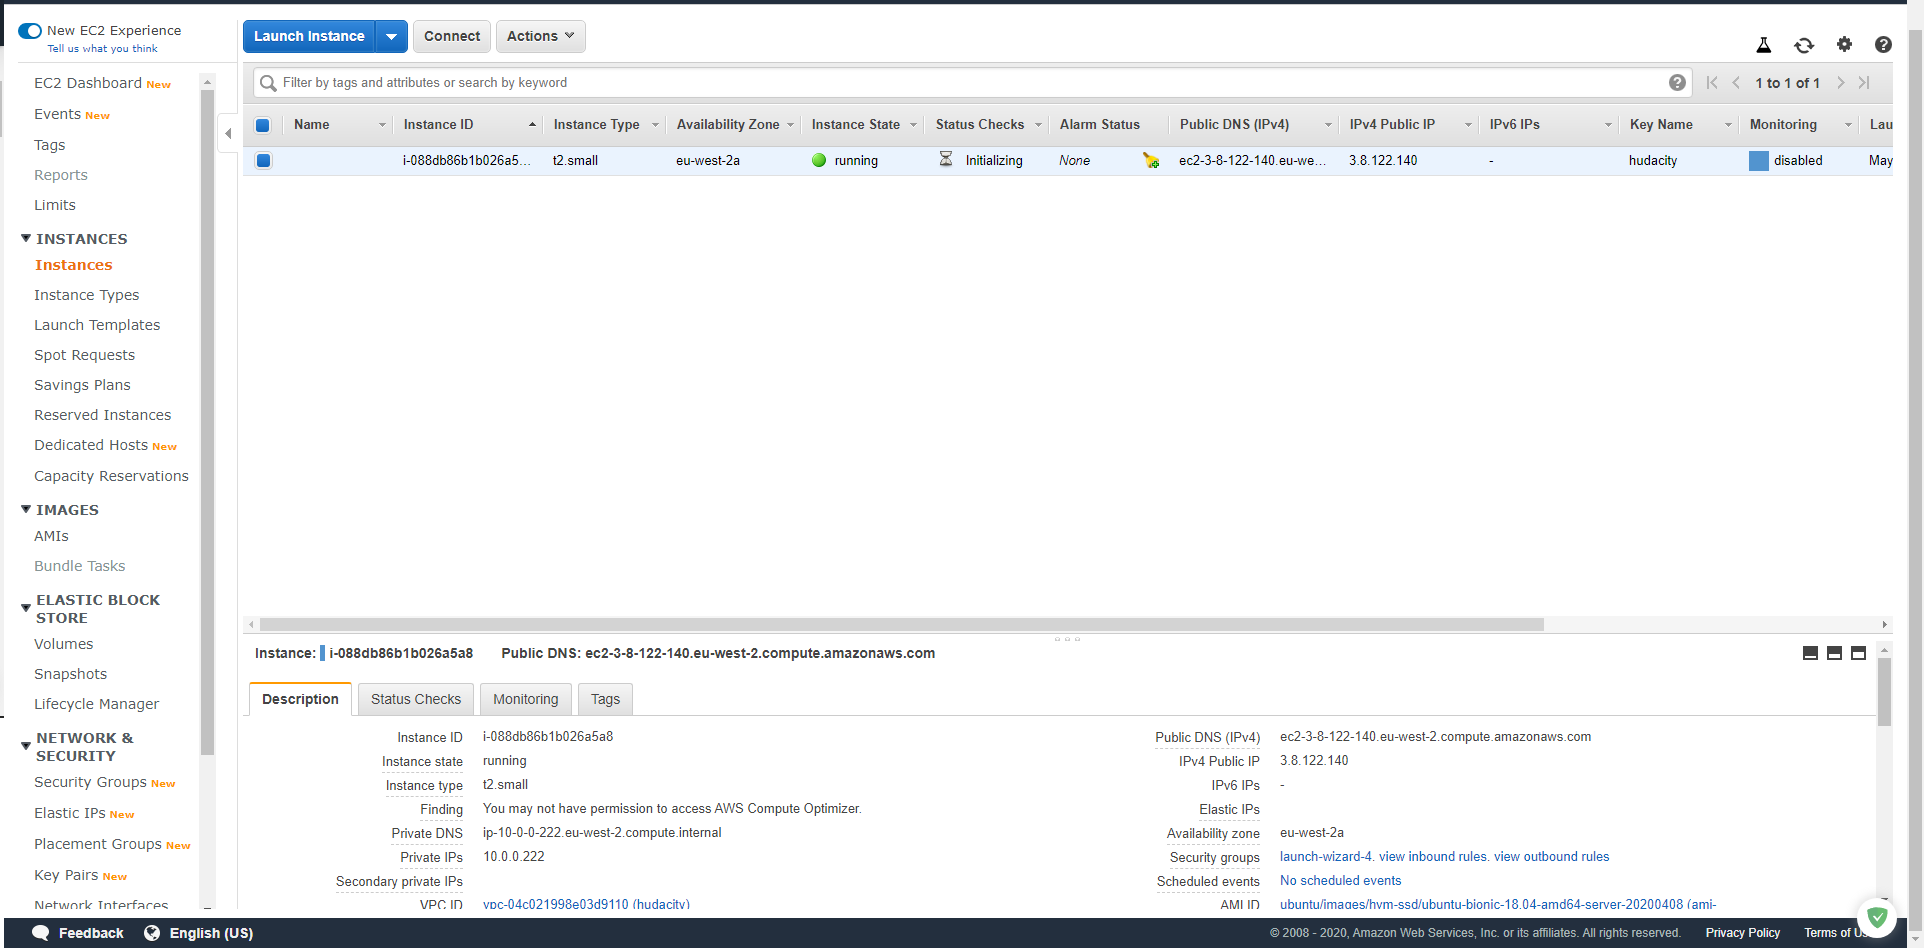 New EC2 Experience
Tell us what you think
EC2 Dashboard New
Events New
Tags
Reports
Limits
INSTANCES
Instances
Instance Types
Launch Templates
Spot Requests
Savings Plans
Reserved Instances
Dedicated Hosts New
Capacity Reservations
IMAGES
AMIs
Bundle Tasks
ELASTIC BLOCK
STORE
Volumes
Snapshots
Lifecycle Manager
NETWORK &
SECURITY
Security Groups New
Elastic IPs New
Placement Groups New
Key Pairs New
Network Interfaces
Launch Instance Connect Actions
Filter by tags and attributes or search by keyword 1 to 1 of 1
Name Instance ID Instance Type Availability Zone Instance State Status Checks Alarm Status Public DNS (IPv4) IPv4 Public IP IPv6 IPs Key Name Monitoring Lau
i-088db86b1b026a5... t2.small eu-west-2a running Initializing None ec2-3-8-122-140.eu-we... 3.8.122.140 - hudacity disabled May
Instance: i-088db86b1b026a5a8 Public DNS: ec2-3-8-122-140.eu-west-2.compute.amazonaws.com
Description Status Checks Monitoring Tags
Instance ID i-088db86b1b026a5a8
Instance state running
Instance type t2.small
Finding You may not have permission to access AWS Compute Optimizer.
Private DNS ip-10-0-0-222.eu-west-2.compute.internal
Private IPs 10.0.0.222
Secondary private IPs
VPC ID vpc-04c021998e03d9110 (hudacity)
Public DNS (IPv4) ec2-3-8-122-140.eu-west-2.compute.amazonaws.com
IPv4 Public IP 3.8.122.140
IPv6 IPs -
Elastic IPs
Availability zone eu-west-2a
Security groups launch-wizard-4. view inbound rules. view outbound rules
Scheduled events No scheduled events
AMI ID ubuntu/images/hvm-ssd/ubuntu-bionic-18.04-amd64-server-20200408 (ami-
Feedback English (US) © 2008 - 2020, Amazon Web Services, Inc. or its affiliates. All rights reserved. Privacy Policy Terms of